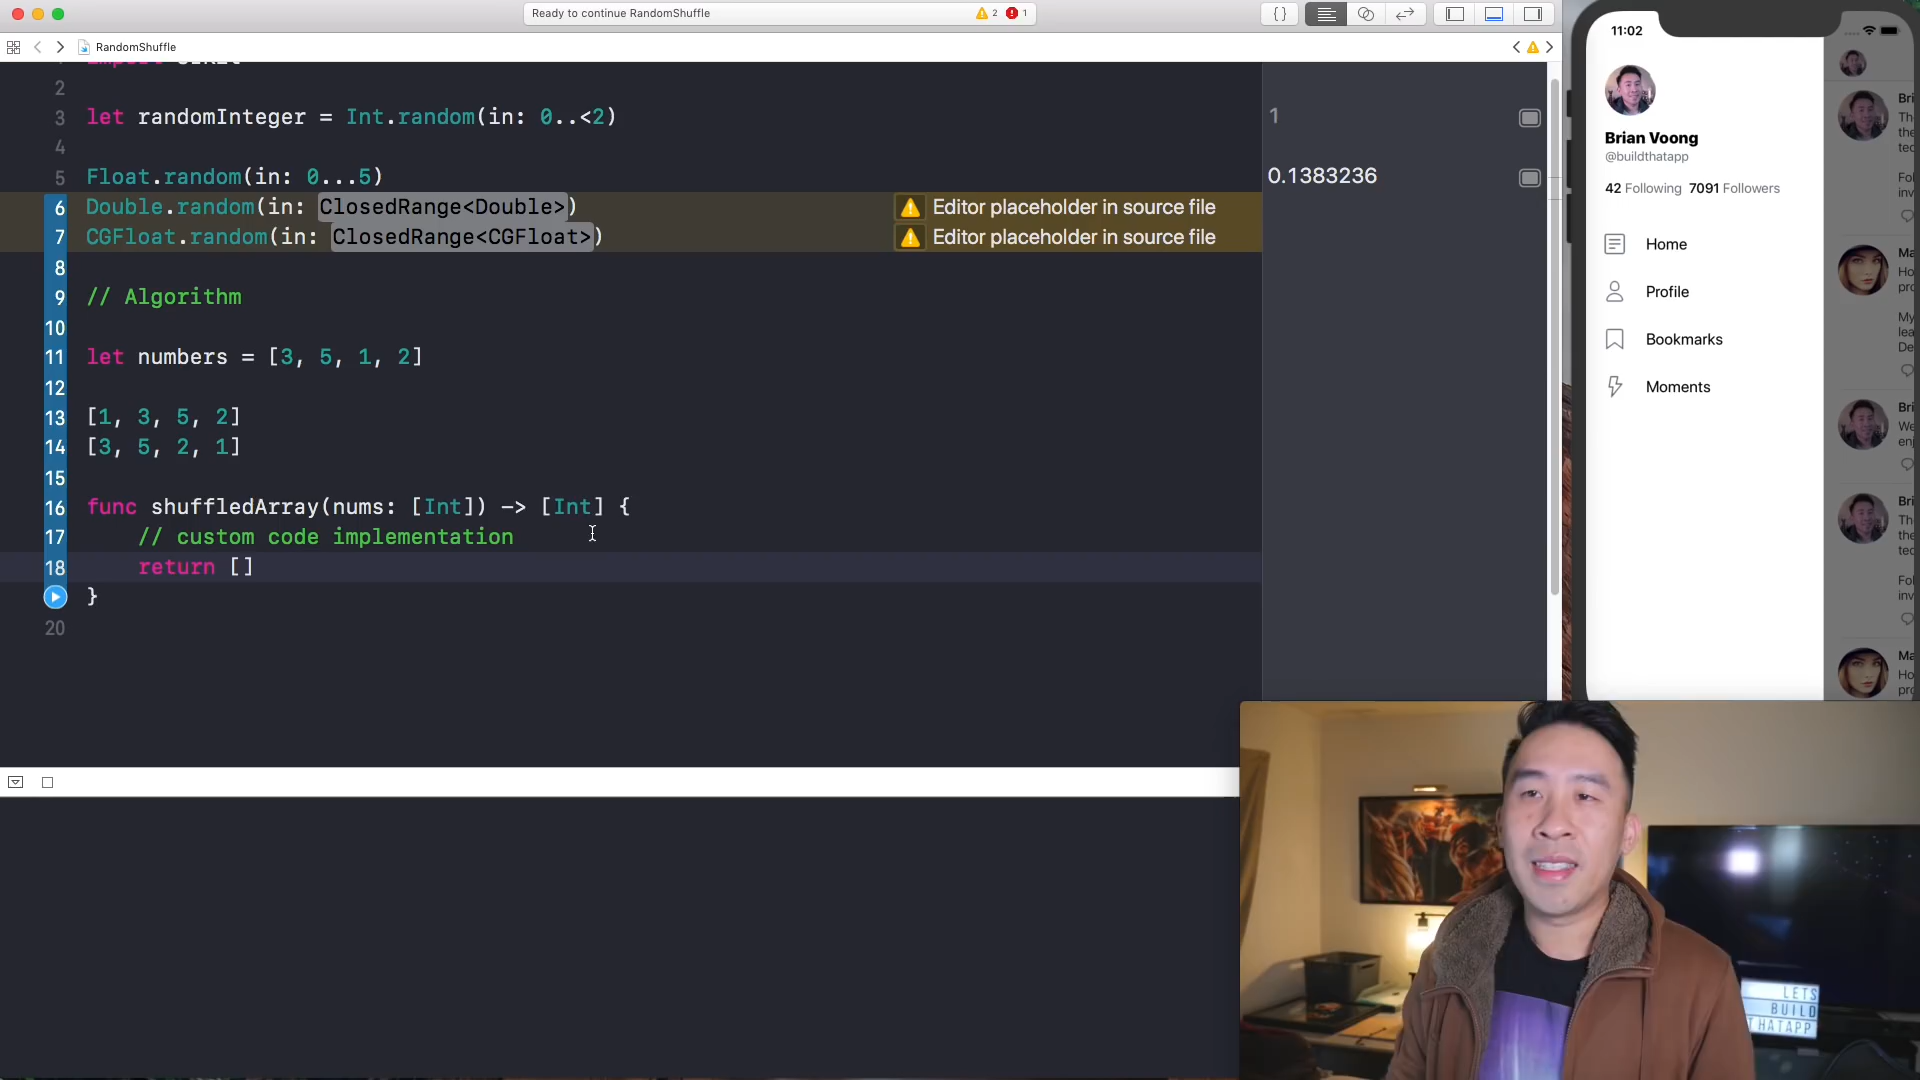 Ready to continue RandomShuffle
2
1
RandomShuffle
2
3 let randomInteger = Int.random(in: 0..<2)
1
4
5 Float.random(in: 0...5)
0.1383236
6 Double.random(in: ClosedRange<Double>)
Editor placeholder in source file
7 CGFloat.random(in: ClosedRange<CGFloat>)
Editor placeholder in source file
8
9 // Algorithm
10
11 let numbers = [3, 5, 1, 2]
12
13 [1, 3, 5, 2]
14 [3, 5, 2, 1]
15
16 func shuffledArray(nums: [Int]) -> [Int] {
17 // custom code implementation
18 return []
}
20
11:02
Brian Voong
@buildthatapp
42 Following 7091 Followers
Home
Profile
Bookmarks
Moments
LETS
BUILD
THATAPP